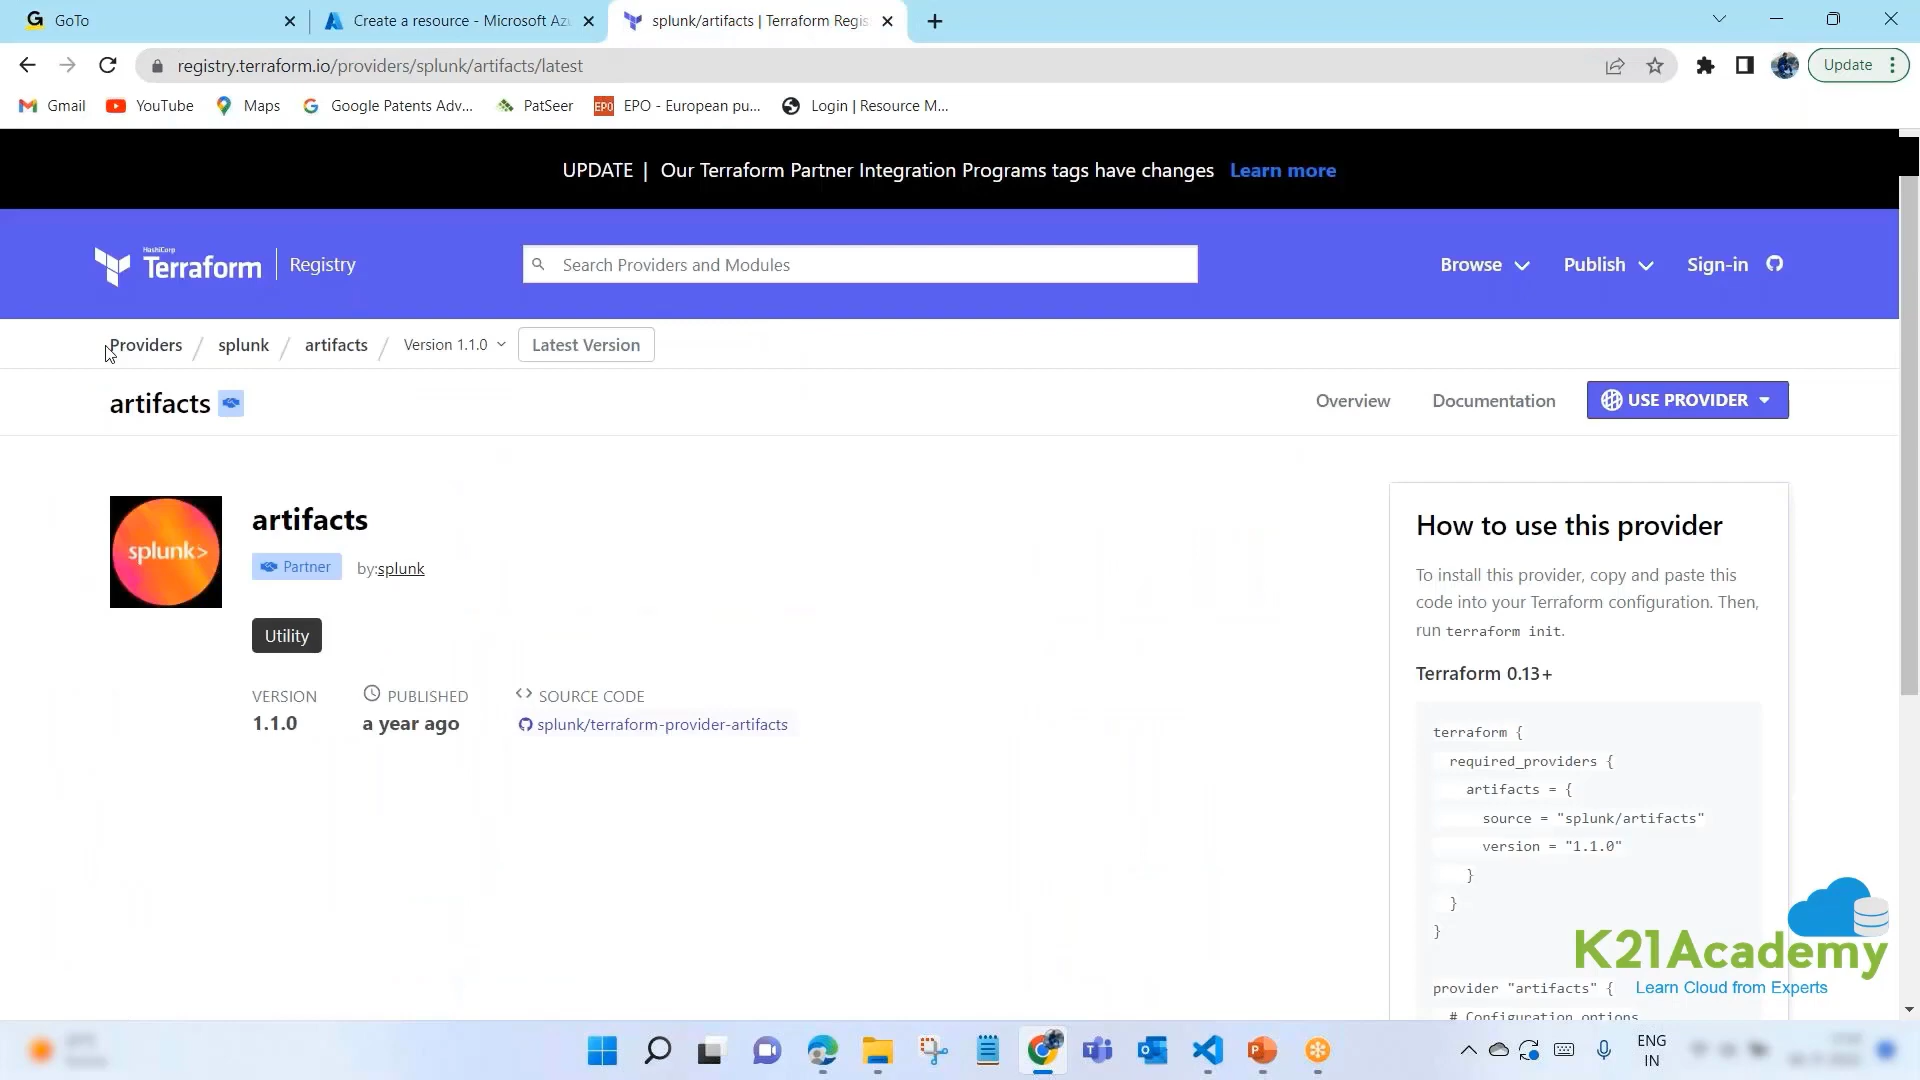 GoTo
Create a resource - Microsoft Az
splunk/artifacts | Terraform Regis
registry.terraform.io/providers/splunk/artifacts/latest
Update
Gmail
YouTube
Maps
Google Patents Adv...
PatSeer
EPO
EPO - European pu...
Login | Resource M...
UPDATE | Our Terraform Partner Integration Programs tags have changes Learn more
HashiCorp
Terraform
Registry
Search Providers and Modules
Browse
Publish
Sign-in
Providers / splunk / artifacts / Version 1.1.0
Latest Version
artifacts
Overview
Documentation
USE PROVIDER
splunk>
artifacts
Partner
by:splunk
Utility
VERSION
1.1.0
PUBLISHED
a year ago
SOURCE CODE
splunk/terraform-provider-artifacts
How to use this provider
To install this provider, copy and paste this
code into your Terraform configuration. Then,
run terraform init.
Terraform 0.13+
terraform {
required_providers {
artifacts = {
source = "splunk/artifacts"
version = "1.1.0"
}
}
}
provider "artifacts" {
# Configuration options
K21Academy
Learn Cloud from Experts
ENG
IN